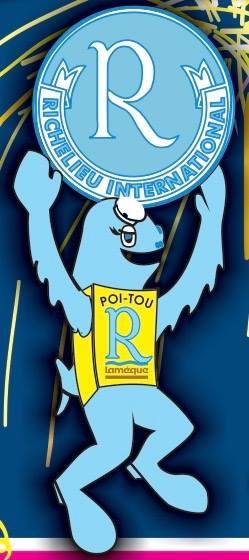 R
RICHELIEU INTERNATIONAL
POI-TOU
R
Lamèque